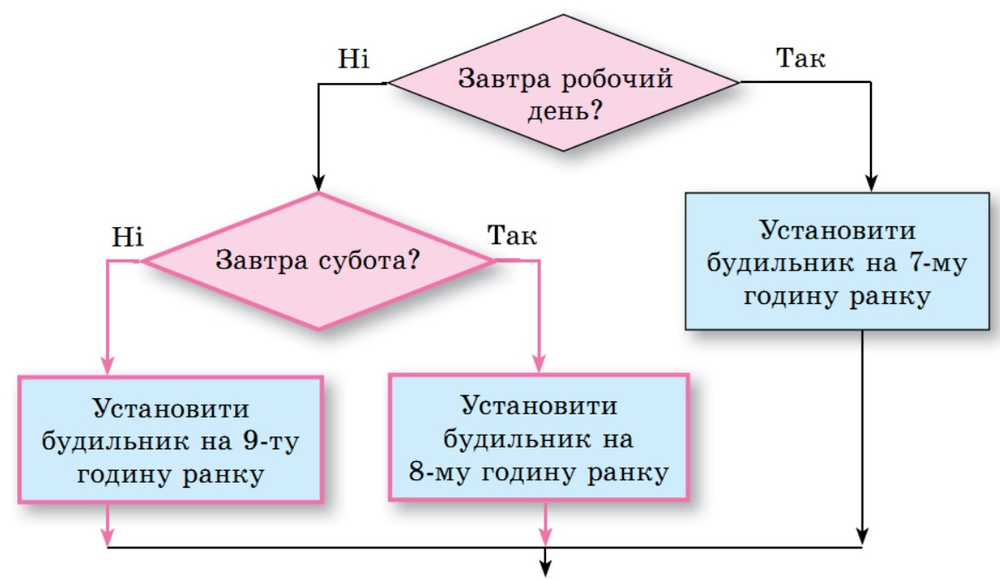 Ні
Так
Завтра робочий
день?
Ні
Так
Завтра субота?
Установити
будильник на 7-му
годину ранку
Установити
будильник на 9-ту
годину ранку
Установити
будильник на
8-му годину ранку